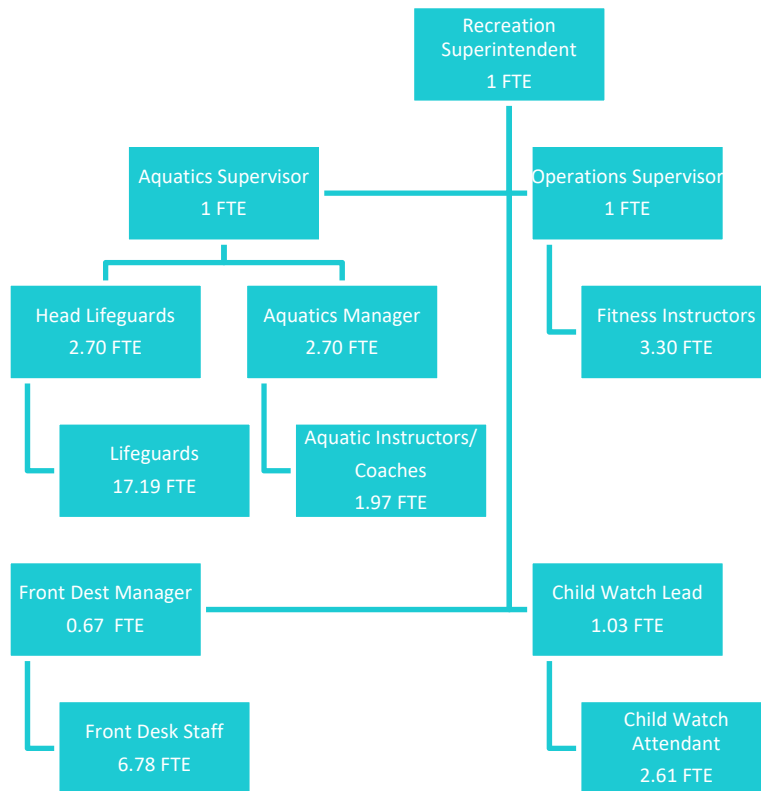 Recreation
Superintendent
1 FTE
Aquatics Supervisor
1 FTE
Operations Supervisor
1 FTE
Head Lifeguards
2.70 FTE
Aquatics Manager
2.70 FTE
Fitness Instructors
3.30 FTE
Lifeguards
17.19 FTE
Aquatic Instructors/
Coaches
1.97 FTE
Front Dest Manager
0.67 FTE
Child Watch Lead
1.03 FTE
Front Desk Staff
6.78 FTE
Child Watch
Attendant
2.61 FTE